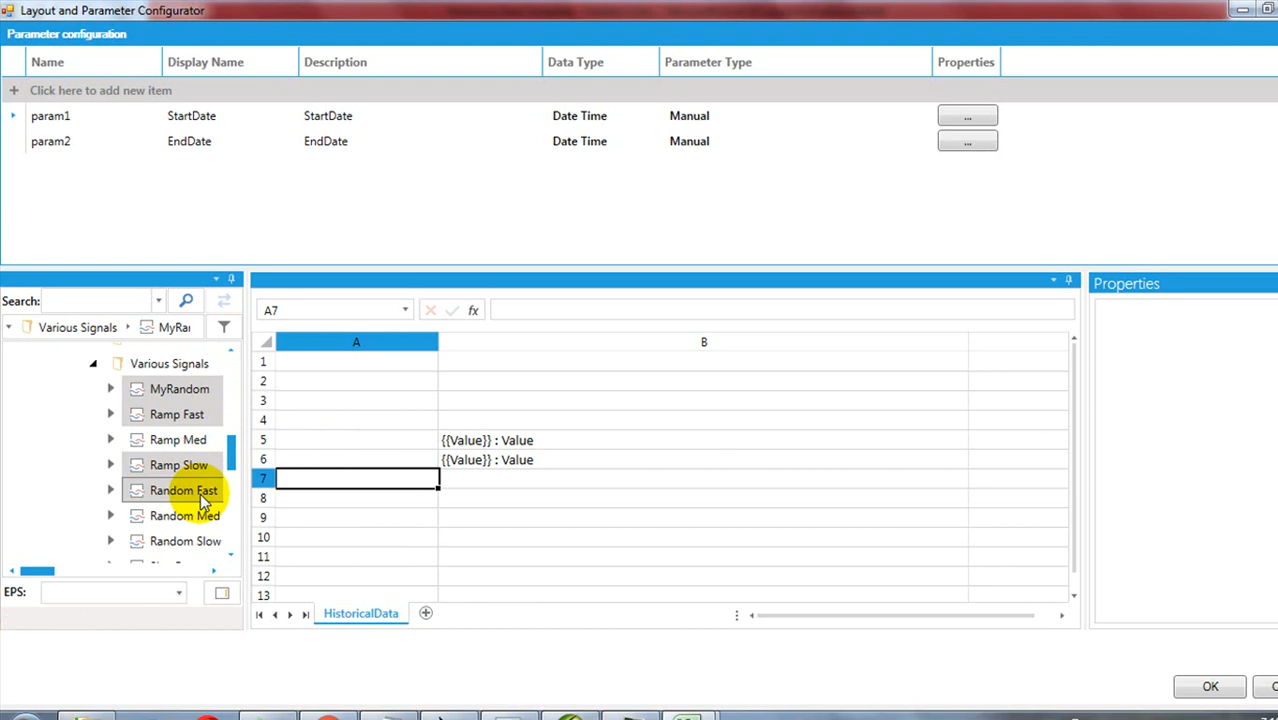 Layout and Parameter Configurator
Parameter configuration
Name Display Name Description Data Type Parameter Type Properties
+ Click here to add new item
param1 StartDate StartDate Date Time Manual ...
param2 EndDate EndDate Date Time Manual ...
Search:
Various Signals MyRar
Various Signals
MyRandom
Ramp Fast
Ramp Med
Ramp Slow
Random Fast
Random Med
Random Slow
EPS:
A7 fx
A B
1
2
3
4
5 {{Value}} : Value
6 {{Value}} : Value
7
8
9
10
11
12
13
HistoricalData
Properties
OK